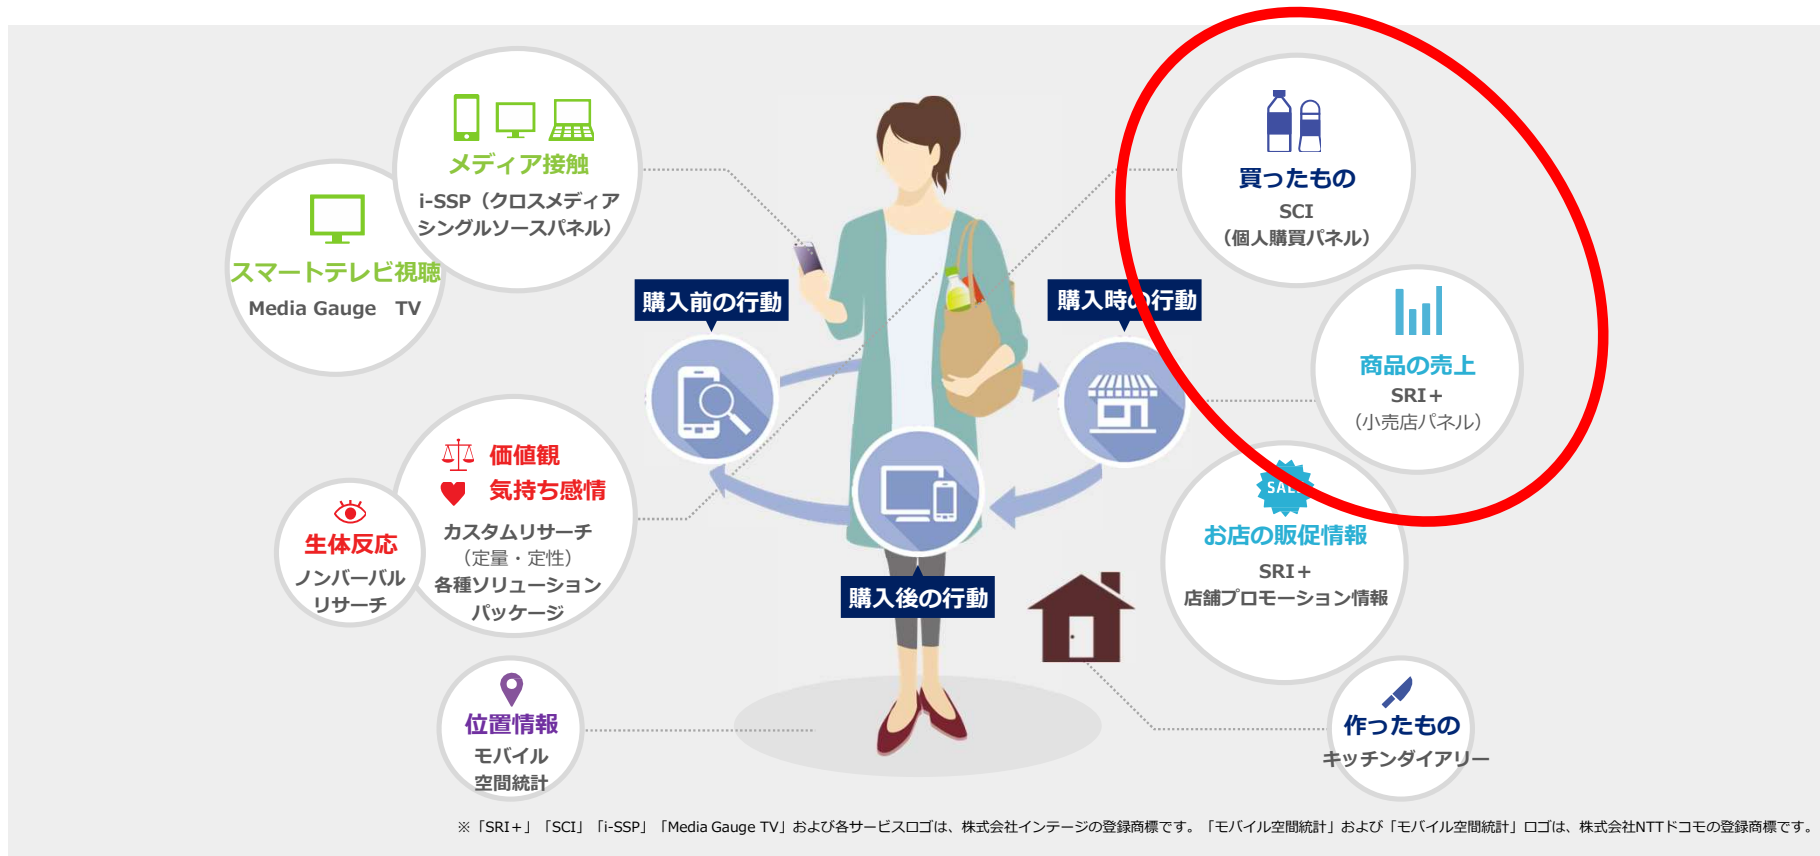 メディア接触
i-SSP（クロスメディア
シングルソースパネル）
スマートテレビ視聴
Media Gauge　TV
買ったもの
SCI
（個人購買パネル）
購入前の行動
購入時の行動
商品の売上
SRI+
（小売店パネル）
価値観
気持ち感情
カスタムリサーチ
（定量・定性）
各種ソリューション
パッケージ
生体反応
ノンバーバル
リサーチ
購入後の行動
お店の販促情報
SRI+
店舗プロモーション情報
位置情報
モバイル
空間統計
作ったもの
キッチンダイアリー
※「SRI+」「SCI」「i-SSP」「Media Gauge TV」および各サービスロゴは、株式会社インテージの登録商標です。「モバイル空間統計」および「モバイル空間統計」ロゴは、株式会社NTTドコモの登録商標です。